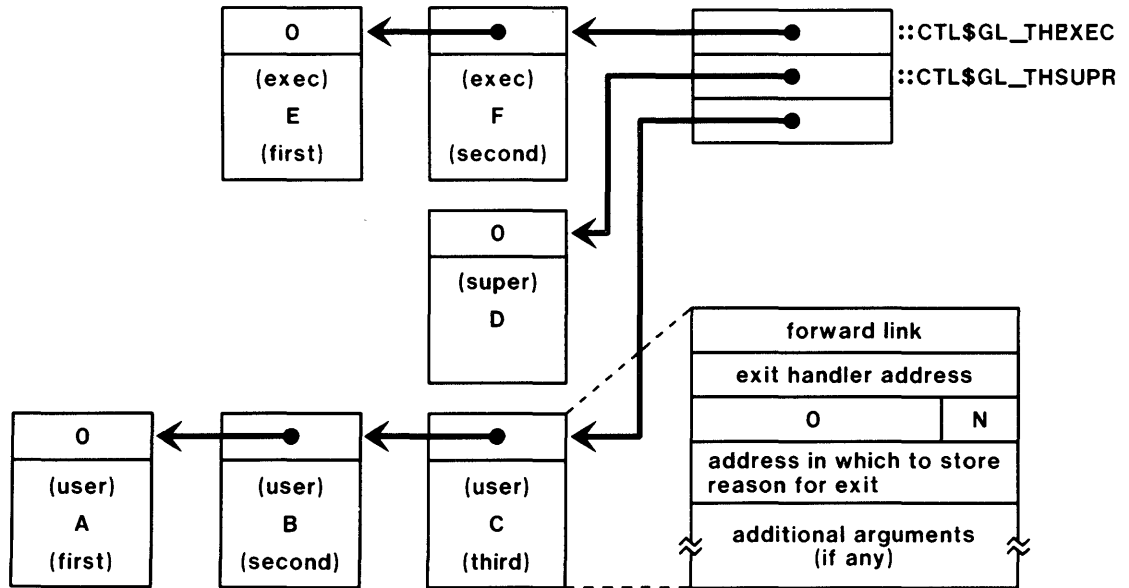 0
(exec)
E
(first)
(exec)
F
(second)
::CTL$GL_THEXEC
::CTL$GL_THSUPR
0
(super)
D
0
(user)
A
(first)
(user)
B
(second)
(user)
C
(third)
forward link
exit handler address
0 N
address in which to store
reason for exit
additional arguments
(if any)